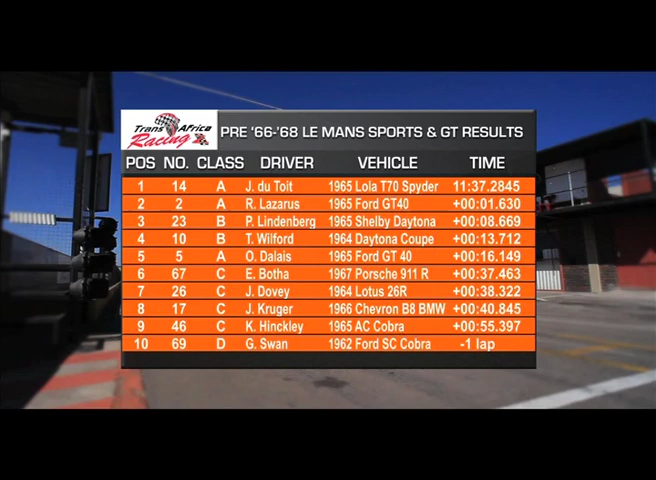 Trans Africa
Racing
PRE '66-'68 LE MANS SPORTS & GT RESULTS
POS NO. CLASS DRIVER VEHICLE TIME
1 14 A J. du Toit 1965 Lola T70 Spyder 11:37.2845
2 2 A R. Lazarus 1965 Ford GT40 +00:01.630
3 23 B P. Lindenberg 1965 Shelby Daytona +00:08.669
4 10 B T. Wilford 1964 Daytona Coupe +00:13.712
5 5 A O. Dalais 1965 Ford GT 40 +00:16.149
6 67 C E. Botha 1967 Porsche 911 R +00:37.463
7 26 C J. Dovey 1964 Lotus 26R +00:38.322
8 17 C J. Kruger 1966 Chevron B8 BMW +00:40.845
9 46 C K. Hinckley 1965 AC Cobra +00:55.397
10 69 D G. Swan 1962 Ford SC Cobra -1 lap